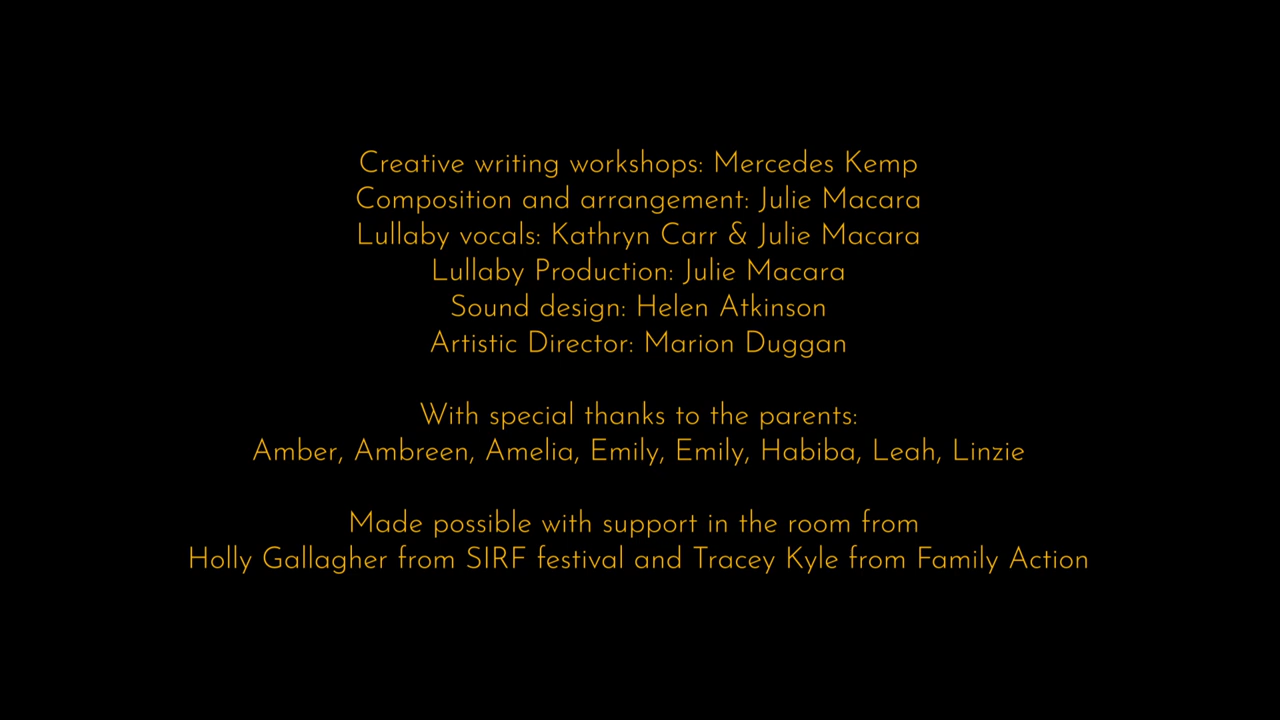 Creative writing workshops: Mercedes Kemp
Composition and arrangement: Julie Macara
Lullaby vocals: Kathryn Carr & Julie Macara
Lullaby Production: Julie Macara
Sound design: Helen Atkinson
Artistic Director: Marion Duggan
With special thanks to the parents:
Amber, Ambreen, Amelia, Emily, Emily, Habiba, Leah, Linzie
Made possible with support in the room from
Holly Gallagher from SIRF festival and Tracey Kyle from Family Action